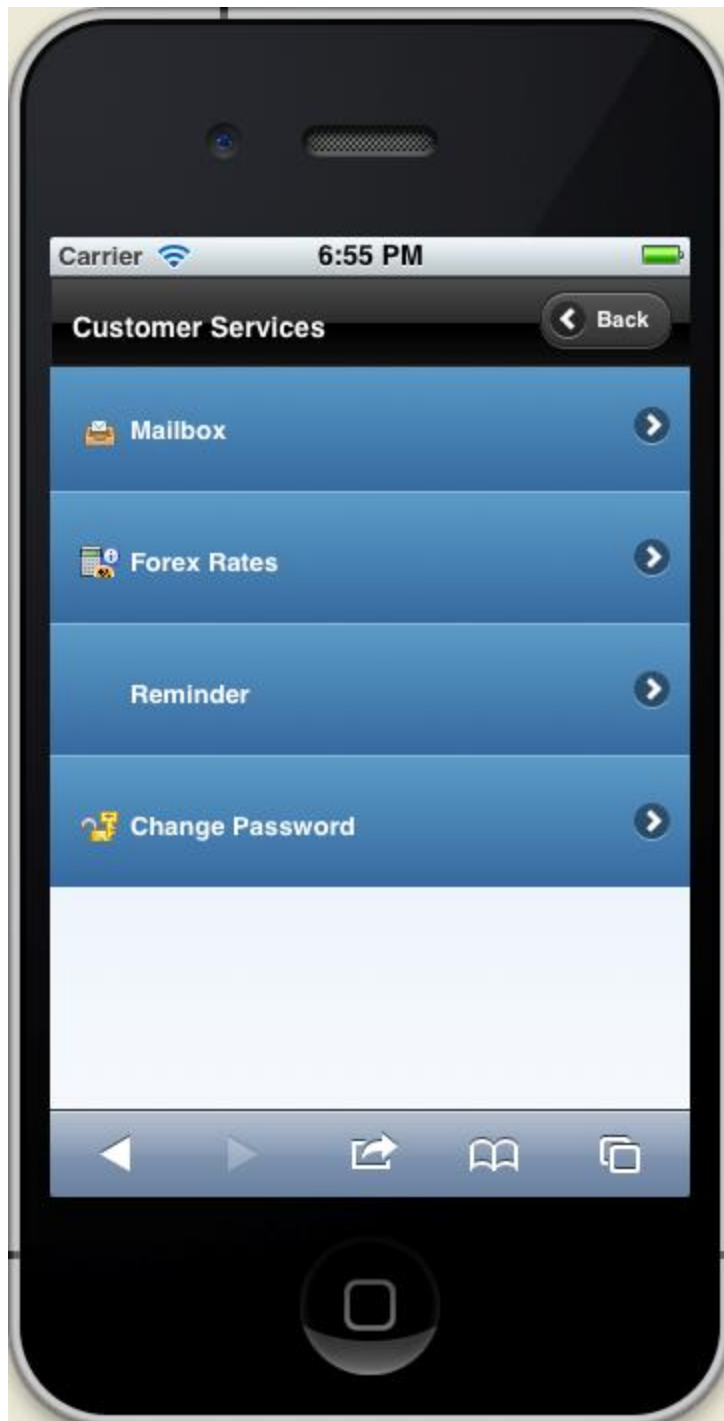 Carrier 6:55 PM
Customer Services Back
Mailbox
Forex Rates
Reminder
Change Password